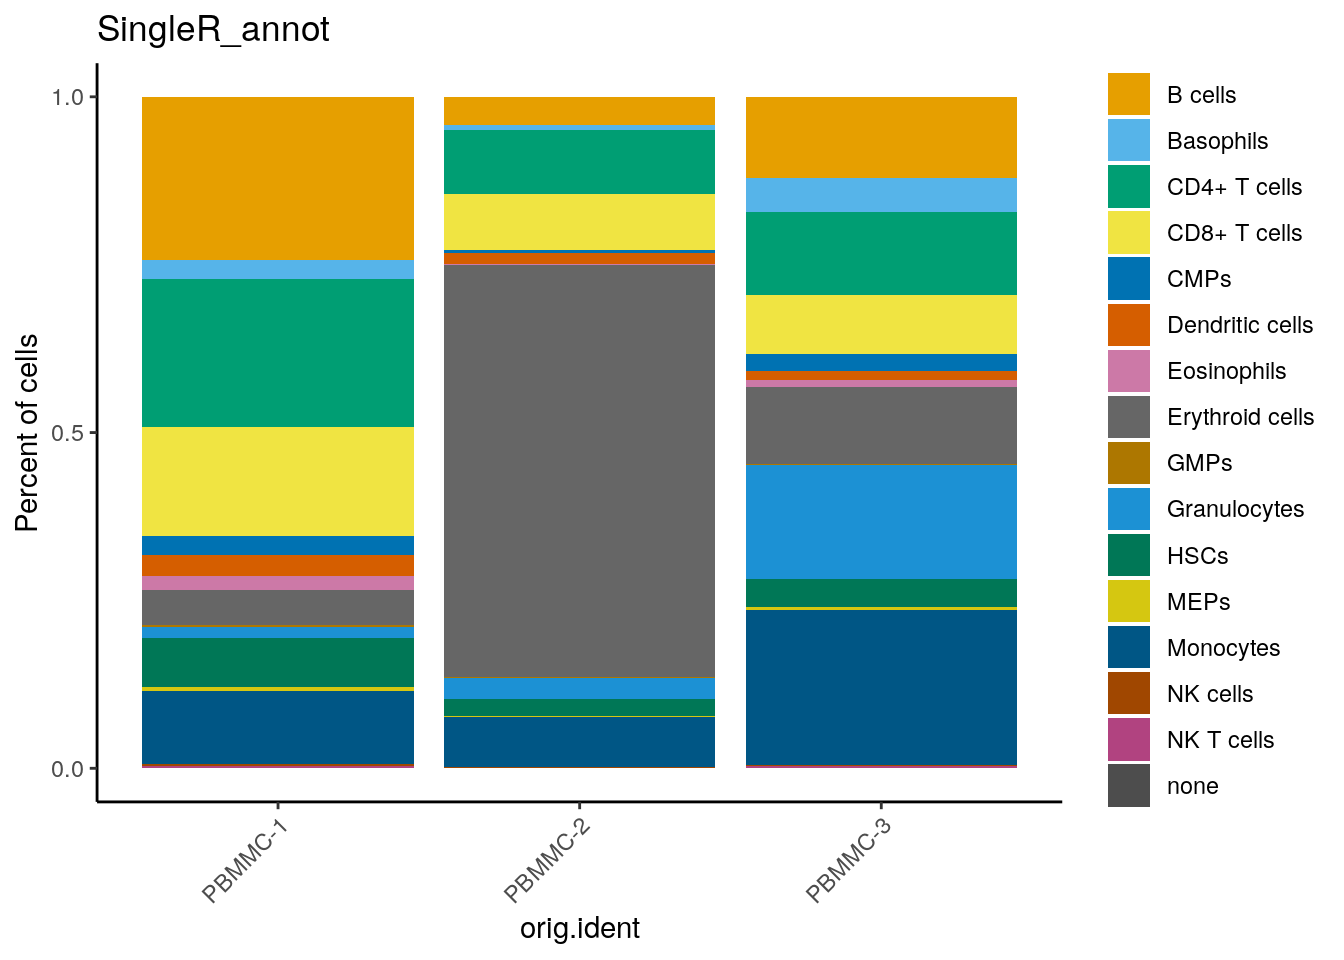 SingleR_annot
Percent of cells
1.0
0.5
0.0
PBMMC-1
PBMMC-2
PBMMC-3
orig.ident
B cells
Basophils
CD4+ T cells
CD8+ T cells
CMPs
Dendritic cells
Eosinophils
Erythroid cells
GMPs
Granulocytes
HSCs
MEPs
Monocytes
NK cells
NK T cells
none